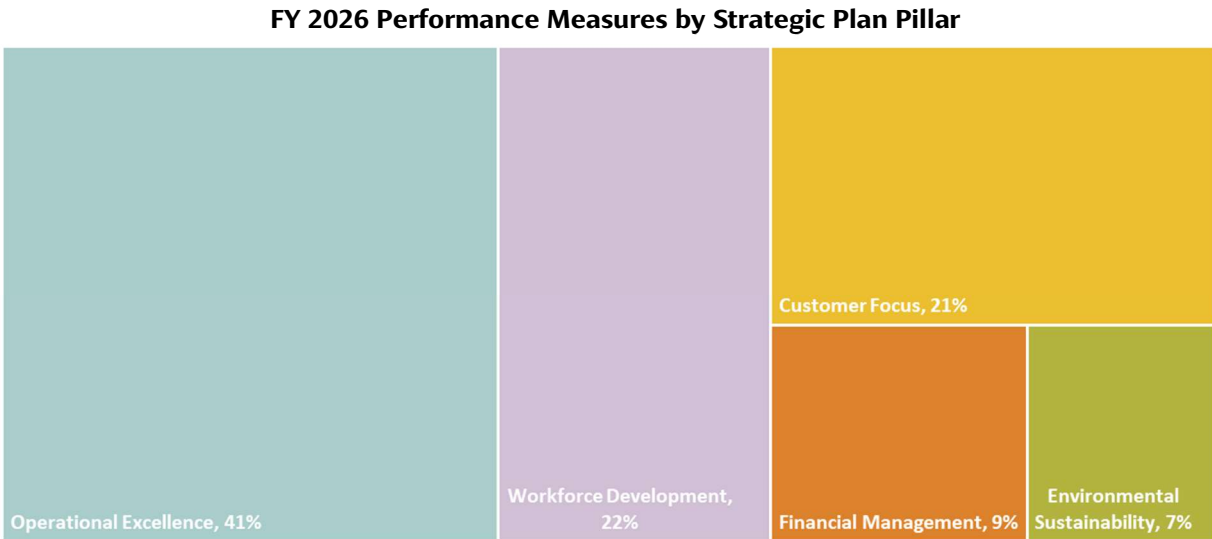 FY 2026 Performance Measures by Strategic Plan Pillar
Customer Focus, 21%
Operational Excellence, 41%
Workforce Development,
22%
Financial Management, 9%
Environmental
Sustainability, 7%